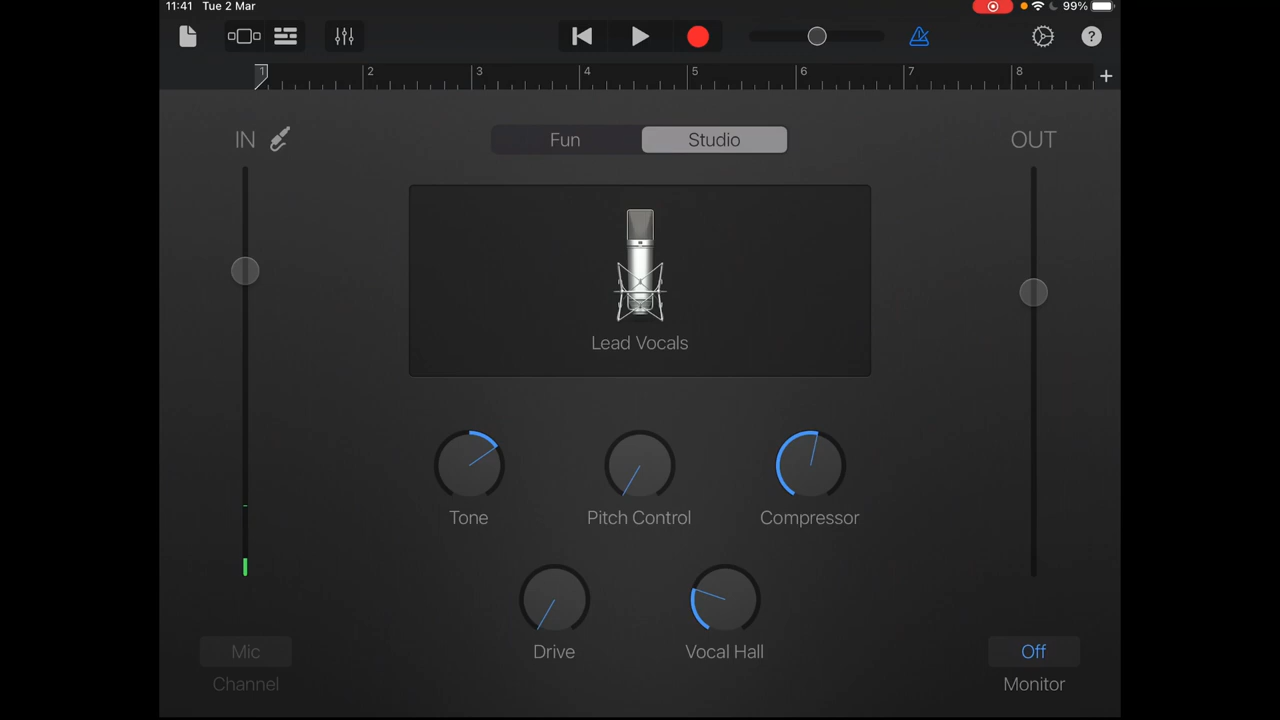 11:41 Tue 2 Mar
99%
?
1 2 3 4 5 6 7 8 +
IN
Fun Studio
OUT
Lead Vocals
Tone Pitch Control Compressor
Drive Vocal Hall
Mic
Channel
Off
Monitor